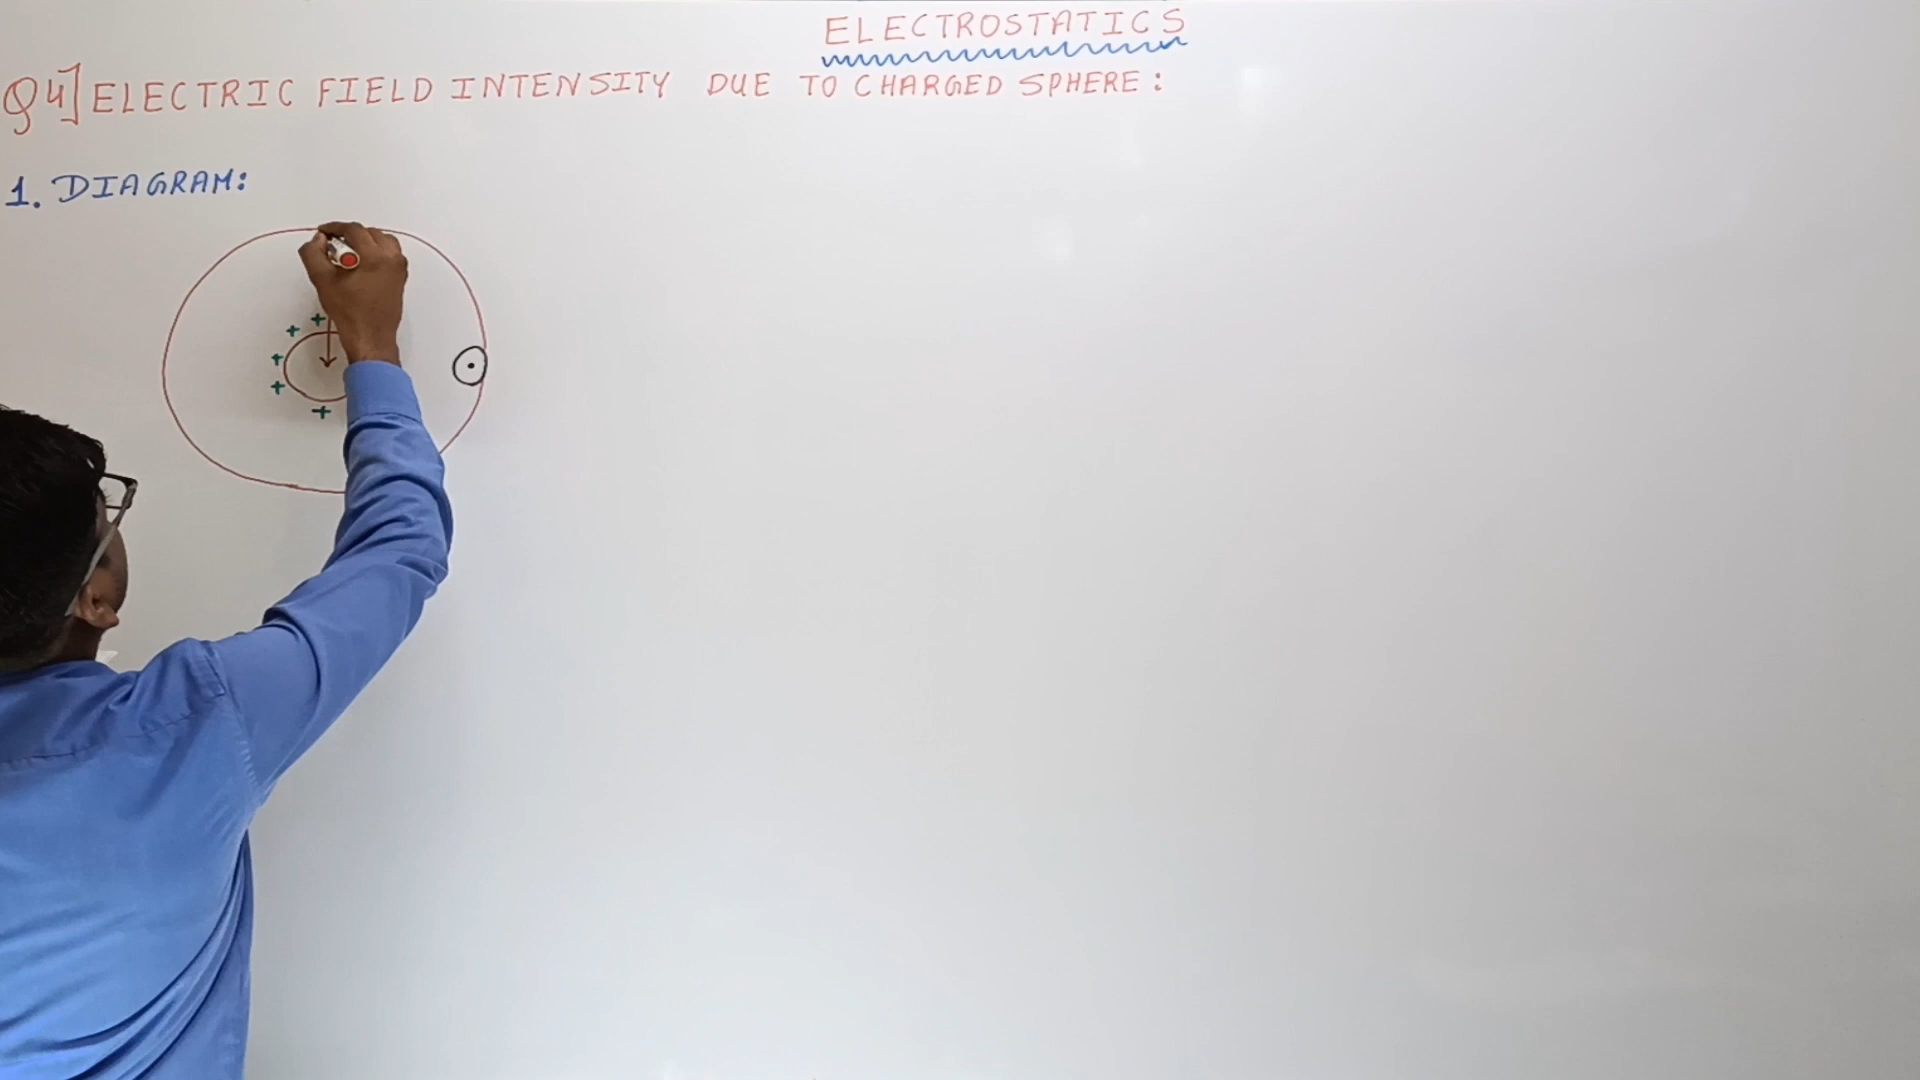 ELECTROSTATICS
Q4] ELECTRIC FIELD INTENSITY DUE TO CHARGED SPHERE:
1. DIAGRAM:
+ +
+
+
+